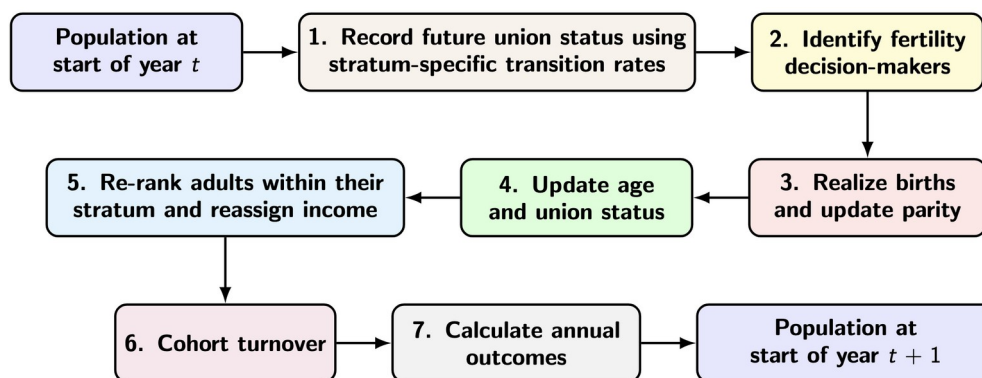 Population at
start of year t
1. Record future union status using
stratum-specific transition rates
2. Identify fertility
decision-makers
3. Realize births
and update parity
4. Update age
and union status
5. Re-rank adults within their
stratum and reassign income
6. Cohort turnover
7. Calculate annual
outcomes
Population at
start of year t + 1